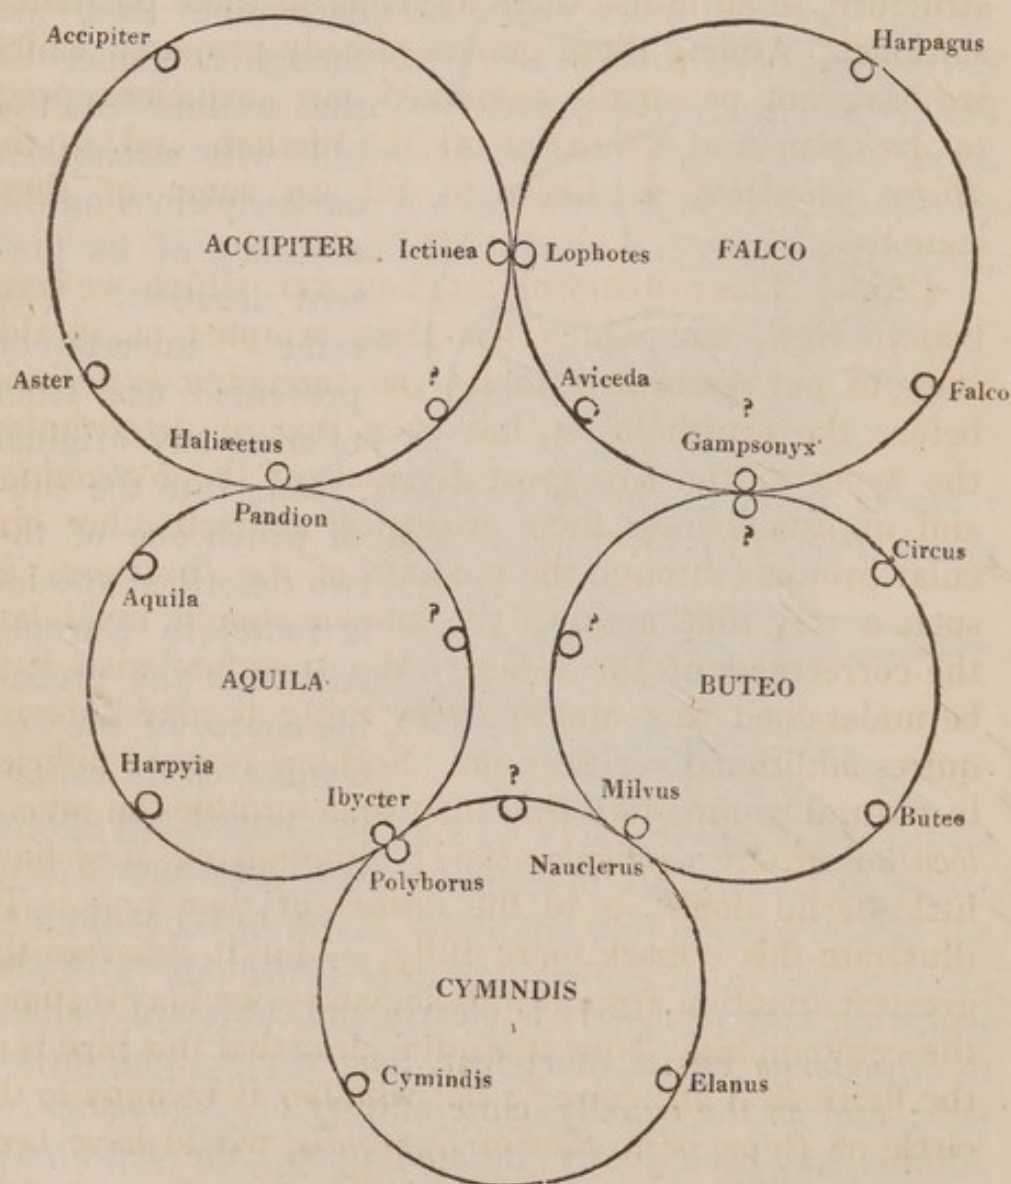 Accipiter
Harpagus
ACCIPITER
Ictinea
Lophotes
FALCO
Aster
?
Aviceda
?
Falco
Haliæetus
Gampsonyx
Pandion
?
Circus
Aquila
?
?
AQUILA
BUTEO
Harpyia
?
Ibycter
Milvus
Buteo
Polyborus
Nauclerus
CYMINDIS
Cymindis
Elanus